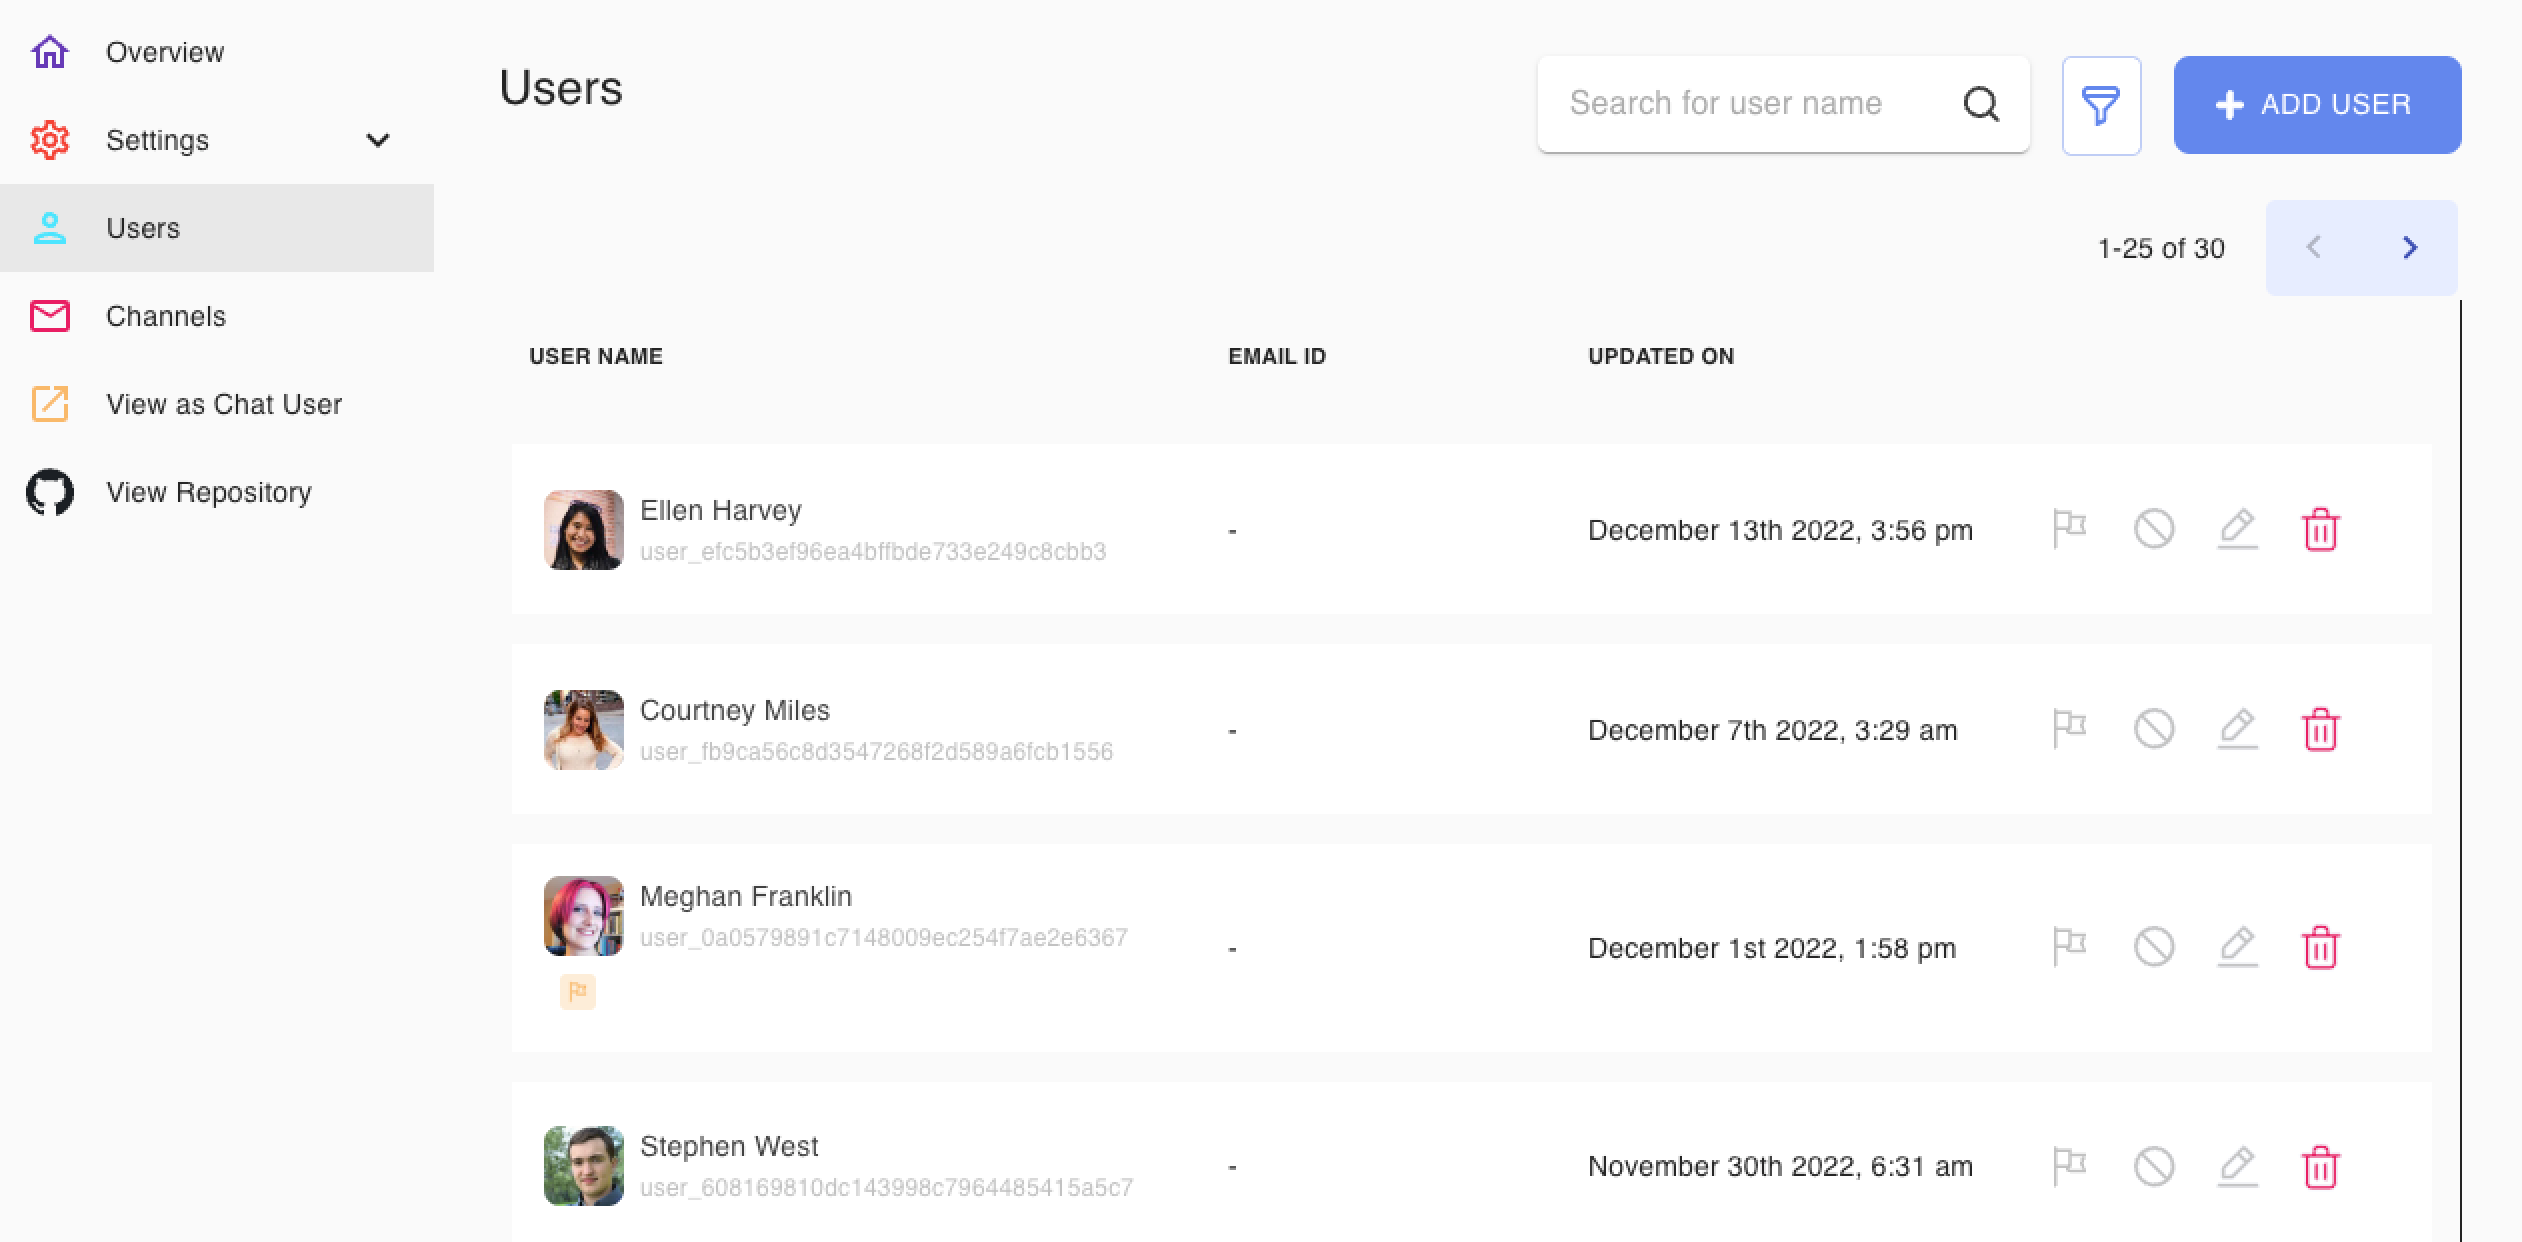 Overview
Settings
Users
Channels
View as Chat User
View Repository
Users
Search for user name
ADD USER
1-25 of 30
USER NAME EMAIL ID UPDATED ON
Ellen Harvey
user_efc5b3ef96ea4bffbde733e249c8cbb3
-
December 13th 2022, 3:56 pm
Courtney Miles
user_fb9ca56c8d3547268f2d589a6fcb1556
-
December 7th 2022, 3:29 am
Meghan Franklin
user_0a0579891c7148009ec254f7ae2e6367
-
December 1st 2022, 1:58 pm
Stephen West
user_608169810dc143998c7964485415a5c7
-
November 30th 2022, 6:31 am